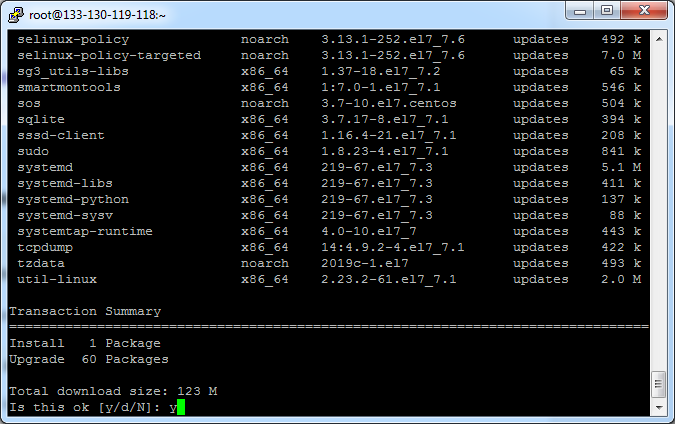 root@133-130-119-118:~
selinux-policy noarch 3.13.1-252.el7_7.6 updates 492 k
selinux-policy-targeted noarch 3.13.1-252.el7_7.6 updates 7.0 M
sg3_utils-libs x86_64 1.37-18.el7_7.2 updates 65 k
smartmontools x86_64 1:7.0-1.el7_7.1 updates 546 k
sos noarch 3.7-10.el7.centos updates 504 k
sqlite x86_64 3.7.17-8.el7_7.1 updates 394 k
sssd-client x86_64 1.16.4-21.el7_7.1 updates 208 k
sudo x86_64 1.8.23-4.el7_7.1 updates 841 k
systemd x86_64 219-67.el7_7.3 updates 5.1 M
systemd-libs x86_64 219-67.el7_7.3 updates 411 k
systemd-python x86_64 219-67.el7_7.3 updates 137 k
systemd-sysv x86_64 219-67.el7_7.3 updates 88 k
systemtap-runtime x86_64 4.0-10.el7_7 updates 443 k
tcpdump x86_64 14:4.9.2-4.el7_7.1 updates 422 k
tzdata noarch 2019c-1.el7 updates 493 k
util-linux x86_64 2.23.2-61.el7_7.1 updates 2.0 M
Transaction Summary
================================================================================
Install 1 Package
Upgrade 60 Packages
Total download size: 123 M
Is this ok [y/d/N]: y